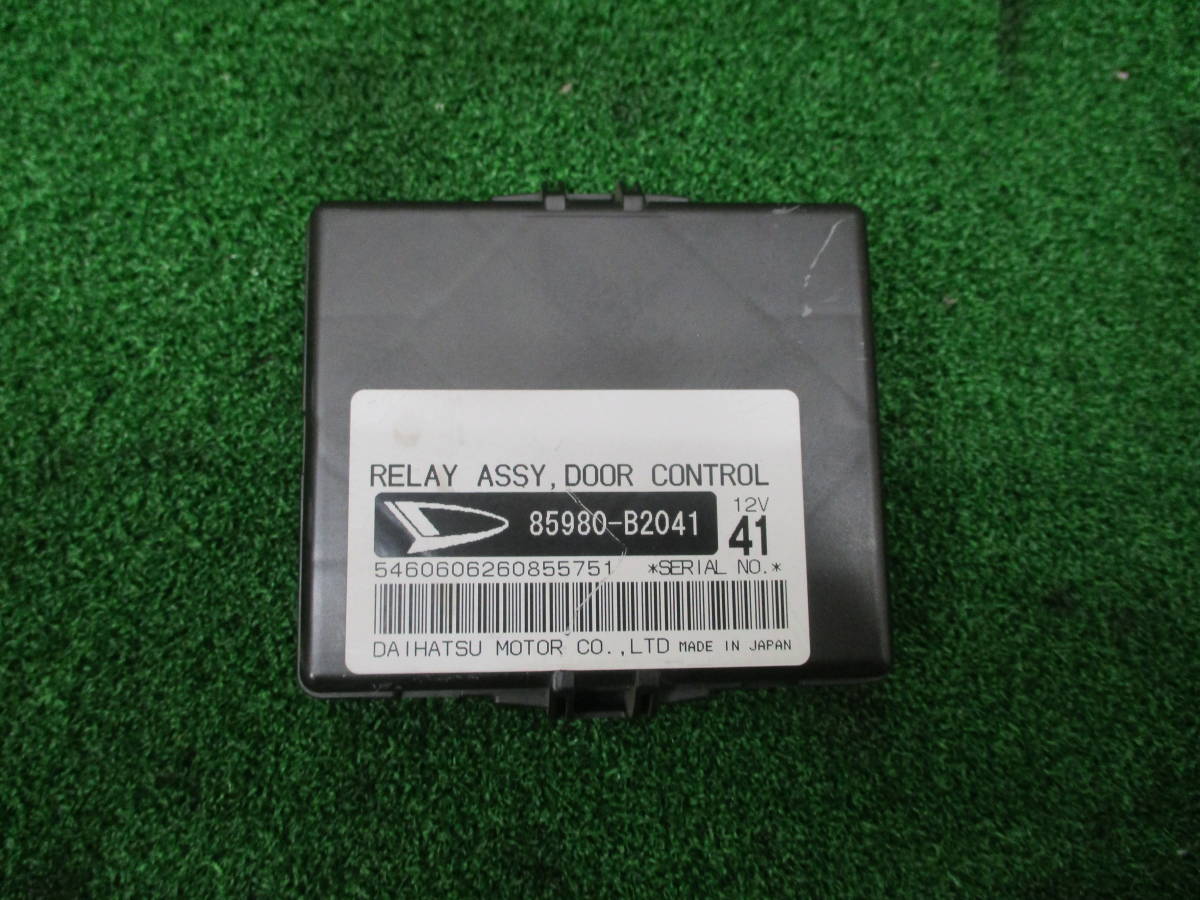 RELAY ASSY, DOOR CONTROL
85980-B2041
12V
41
5460606260855751 *SERIAL NO.*
DAIHATSU MOTOR CO.,LTD MADE IN JAPAN